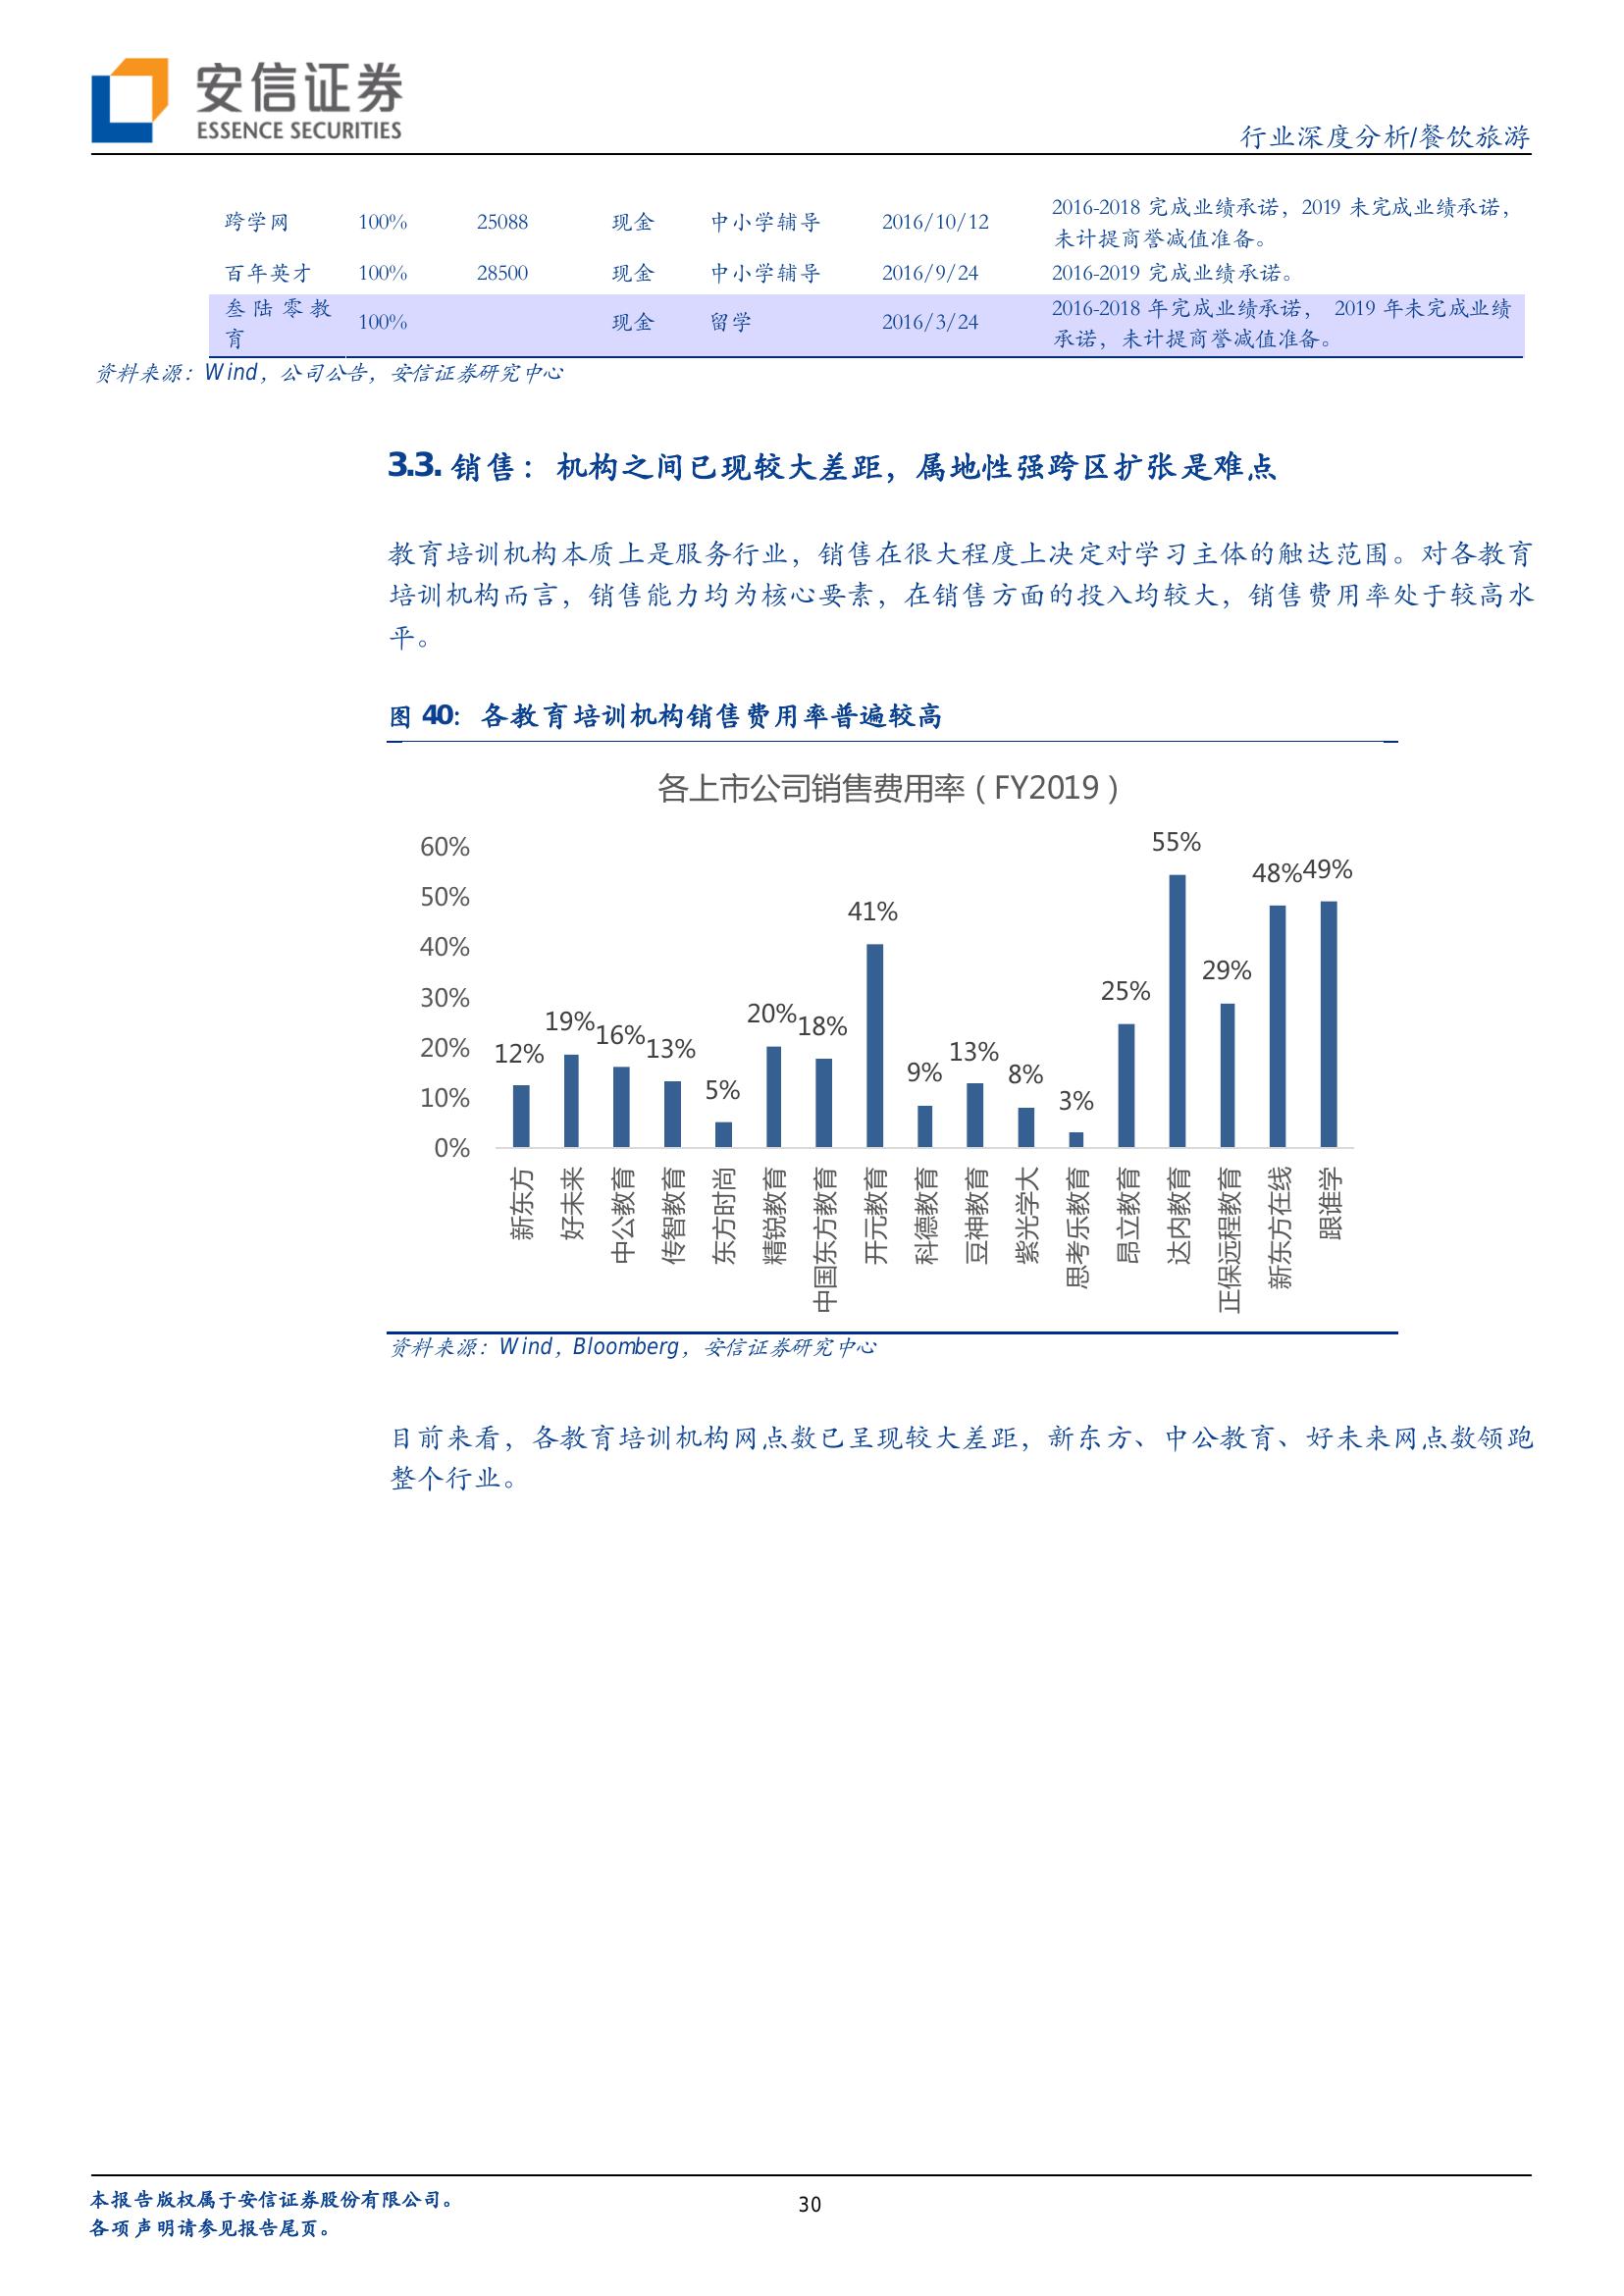 安信证券
ESSENCE SECURITIES
行业深度分析/餐饮旅游
跨学网 100% 25088 现金 中小学辅导 2016/10/12 2016-2018 完成业绩承诺，2019 未完成业绩承诺，
未计提商誉减值准备。
百年英才 100% 28500 现金 中小学辅导 2016/9/24 2016-2019 完成业绩承诺。
叁陆零教
育
100% 现金 留学 2016/3/24
2016-2018 年完成业绩承诺， 2019 年未完成业绩
承诺，未计提商誉减值准备。
资料来源：Wind，公司公告，安信证券研究中心
3.3. 销售：机构之间已现较大差距，属地性强跨区扩张是难点
教育培训机构本质上是服务行业，销售在很大程度上决定对学习主体的触达范围。对各教育
培训机构而言，销售能力均为核心要素，在销售方面的投入均较大，销售费用率处于较高水
平。
图 40：各教育培训机构销售费用率普遍较高
各上市公司销售费用率（FY2019）
60%
50%
40%
30%
20%
10%
0%
12%
19%
16%
13%
5%
20%
18%
41%
9%
13%
8%
3%
25%
55%
29%
48%
49%
新东方
好未来
中公教育
传智教育
东方时尚
精锐教育
中国东方教育
开元教育
科德教育
豆神教育
紫光学大
思考乐教育
昂立教育
达内教育
正保远程教育
新东方在线
跟谁学
资料来源：Wind，Bloomberg，安信证券研究中心
目前来看，各教育培训机构网点数已呈现较大差距，新东方、中公教育、好未来网点数领跑
整个行业。
本报告版权属于安信证券股份有限公司。
各项声明请参见报告尾页。
30